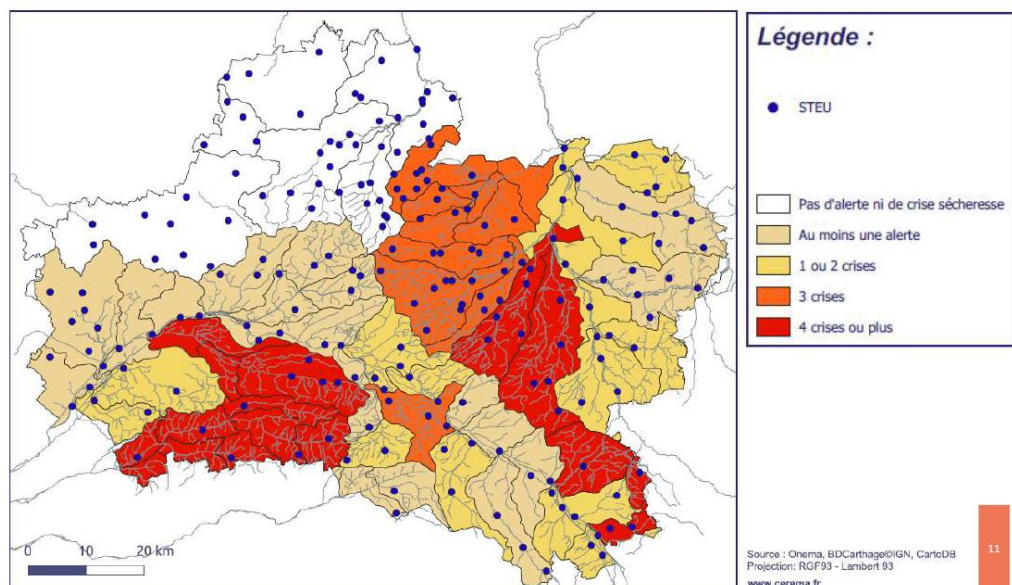 Légende :
STEU
Pas d'alerte ni de crise sécheresse
Au moins une alerte
1 ou 2 crises
3 crises
4 crises ou plus
0 10 20 km
Source : Onema, BDCarthage©IGN, CartoDB
Projection: RGF93 - Lambert 93
www.cerema.fr
11